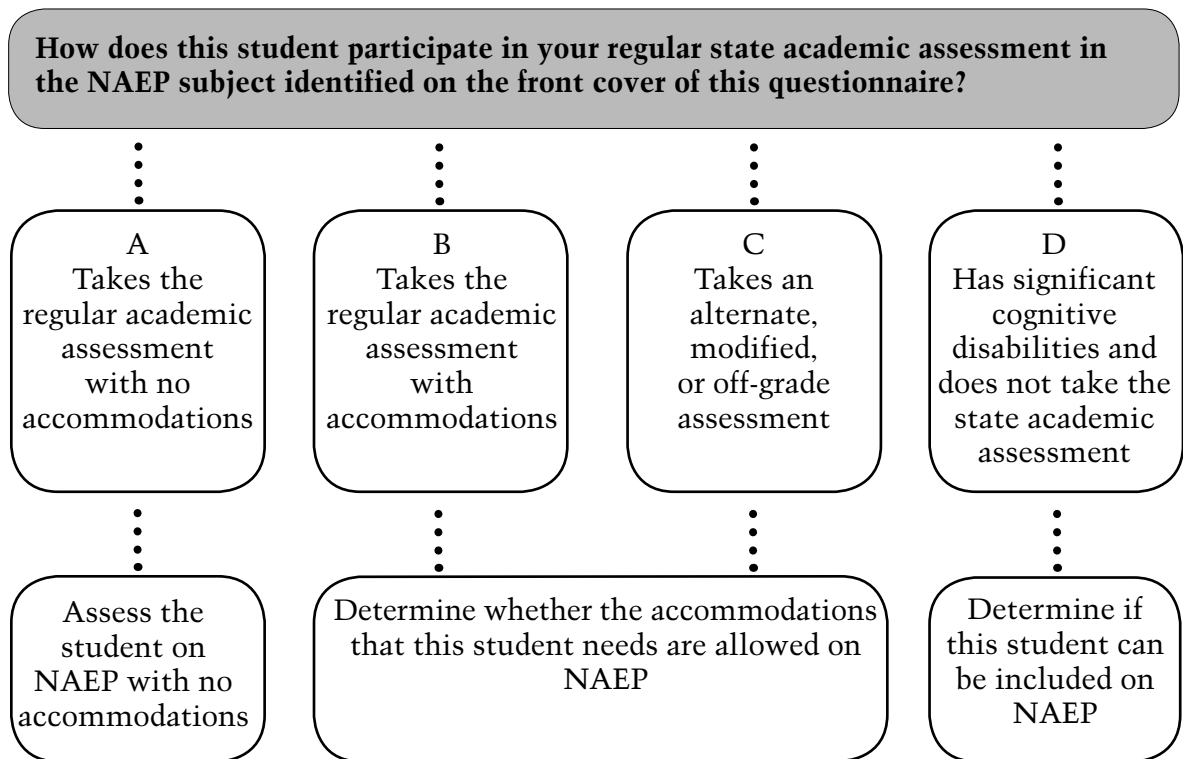 How does this student participate in your regular state academic assessment in
the NAEP subject identified on the front cover of this questionnaire?
A
Takes the
regular academic
assessment
with no
accommodations
B
Takes the
regular academic
assessment
with
accommodations
C
Takes an
alternate,
modified,
or off-grade
assessment
D
Has significant
cognitive
disabilities and
does not take the
state academic
assessment
Assess the
student on
NAEP with no
accommodations
Determine whether the accommodations
that this student needs are allowed on
NAEP
Determine if
this student can
be included on
NAEP